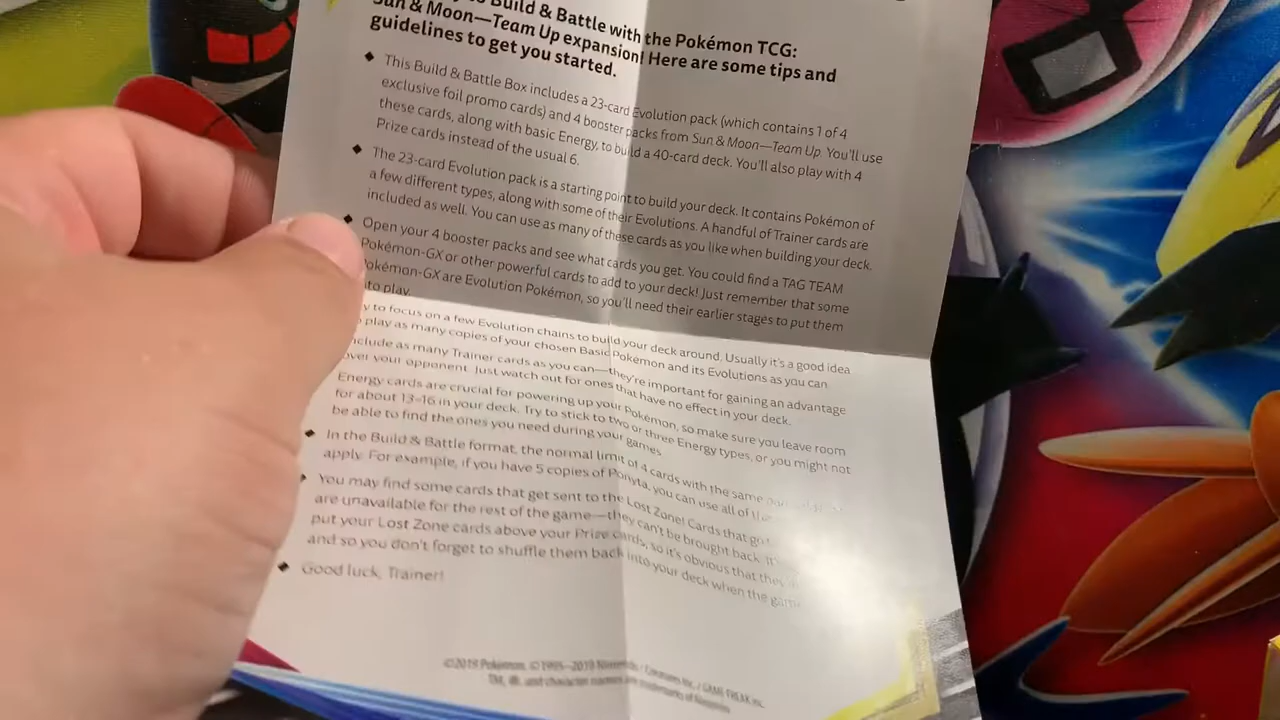 to Build & Battle with the Pokémon TCG:
Sun & Moon—Team Up expansion! Here are some tips and
guidelines to get you started.
◆ This Build & Battle Box includes a 23-card Evolution pack (which contains 1 of 4
exclusive foil promo cards) and 4 booster packs from Sun & Moon—Team Up. You'll use
these cards, along with basic Energy, to build a 40-card deck. You'll also play with 4
Prize cards instead of the usual 6.
◆ The 23-card Evolution pack is a starting point to build your deck. It contains Pokémon of
a few different types, along with some of their Evolutions. A handful of Trainer cards are
included as well. You can use as many of these cards as you like when building your deck.
◆ Open your 4 booster packs and see what cards you get. You could find a TAG TEAM
Pokémon-GX or other powerful cards to add to your deck! Just remember that some
Pokémon-GX are Evolution Pokémon, so you'll need their earlier stages to put them
into play.
to focus on a few Evolution chains to build your deck around. Usually it's a good idea
play as many copies of your chosen Basic Pokémon and its Evolutions as you can
include as many Trainer cards as you can—they're important for gaining an advantage
over your opponent. Just watch out for ones that have no effect in your deck.
Energy cards are crucial for powering up your Pokémon, so make sure you leave room
for about 13–16 in your deck. Try to stick to two or three Energy types, or you might not
be able to find the ones you need during your games
◆ In the Build & Battle format, the normal limit of 4 cards with the same
apply. For example, if you have 5 copies of Ponyta, you can use all of
◆ You may find some cards that get sent to the Lost Zone! Cards that go
are unavailable for the rest of the game—they can't be brought back.
put your Lost Zone cards above your Prize cards, so it's obvious that
and so you don't forget to shuffle them back into your deck when the
◆ Good luck, Trainer!
©2019 Pokémon. ©1995–2019 Nintendo / Creatures Inc. / GAME FREAK inc.
TM, ®, and character names are trademarks of Nintendo.